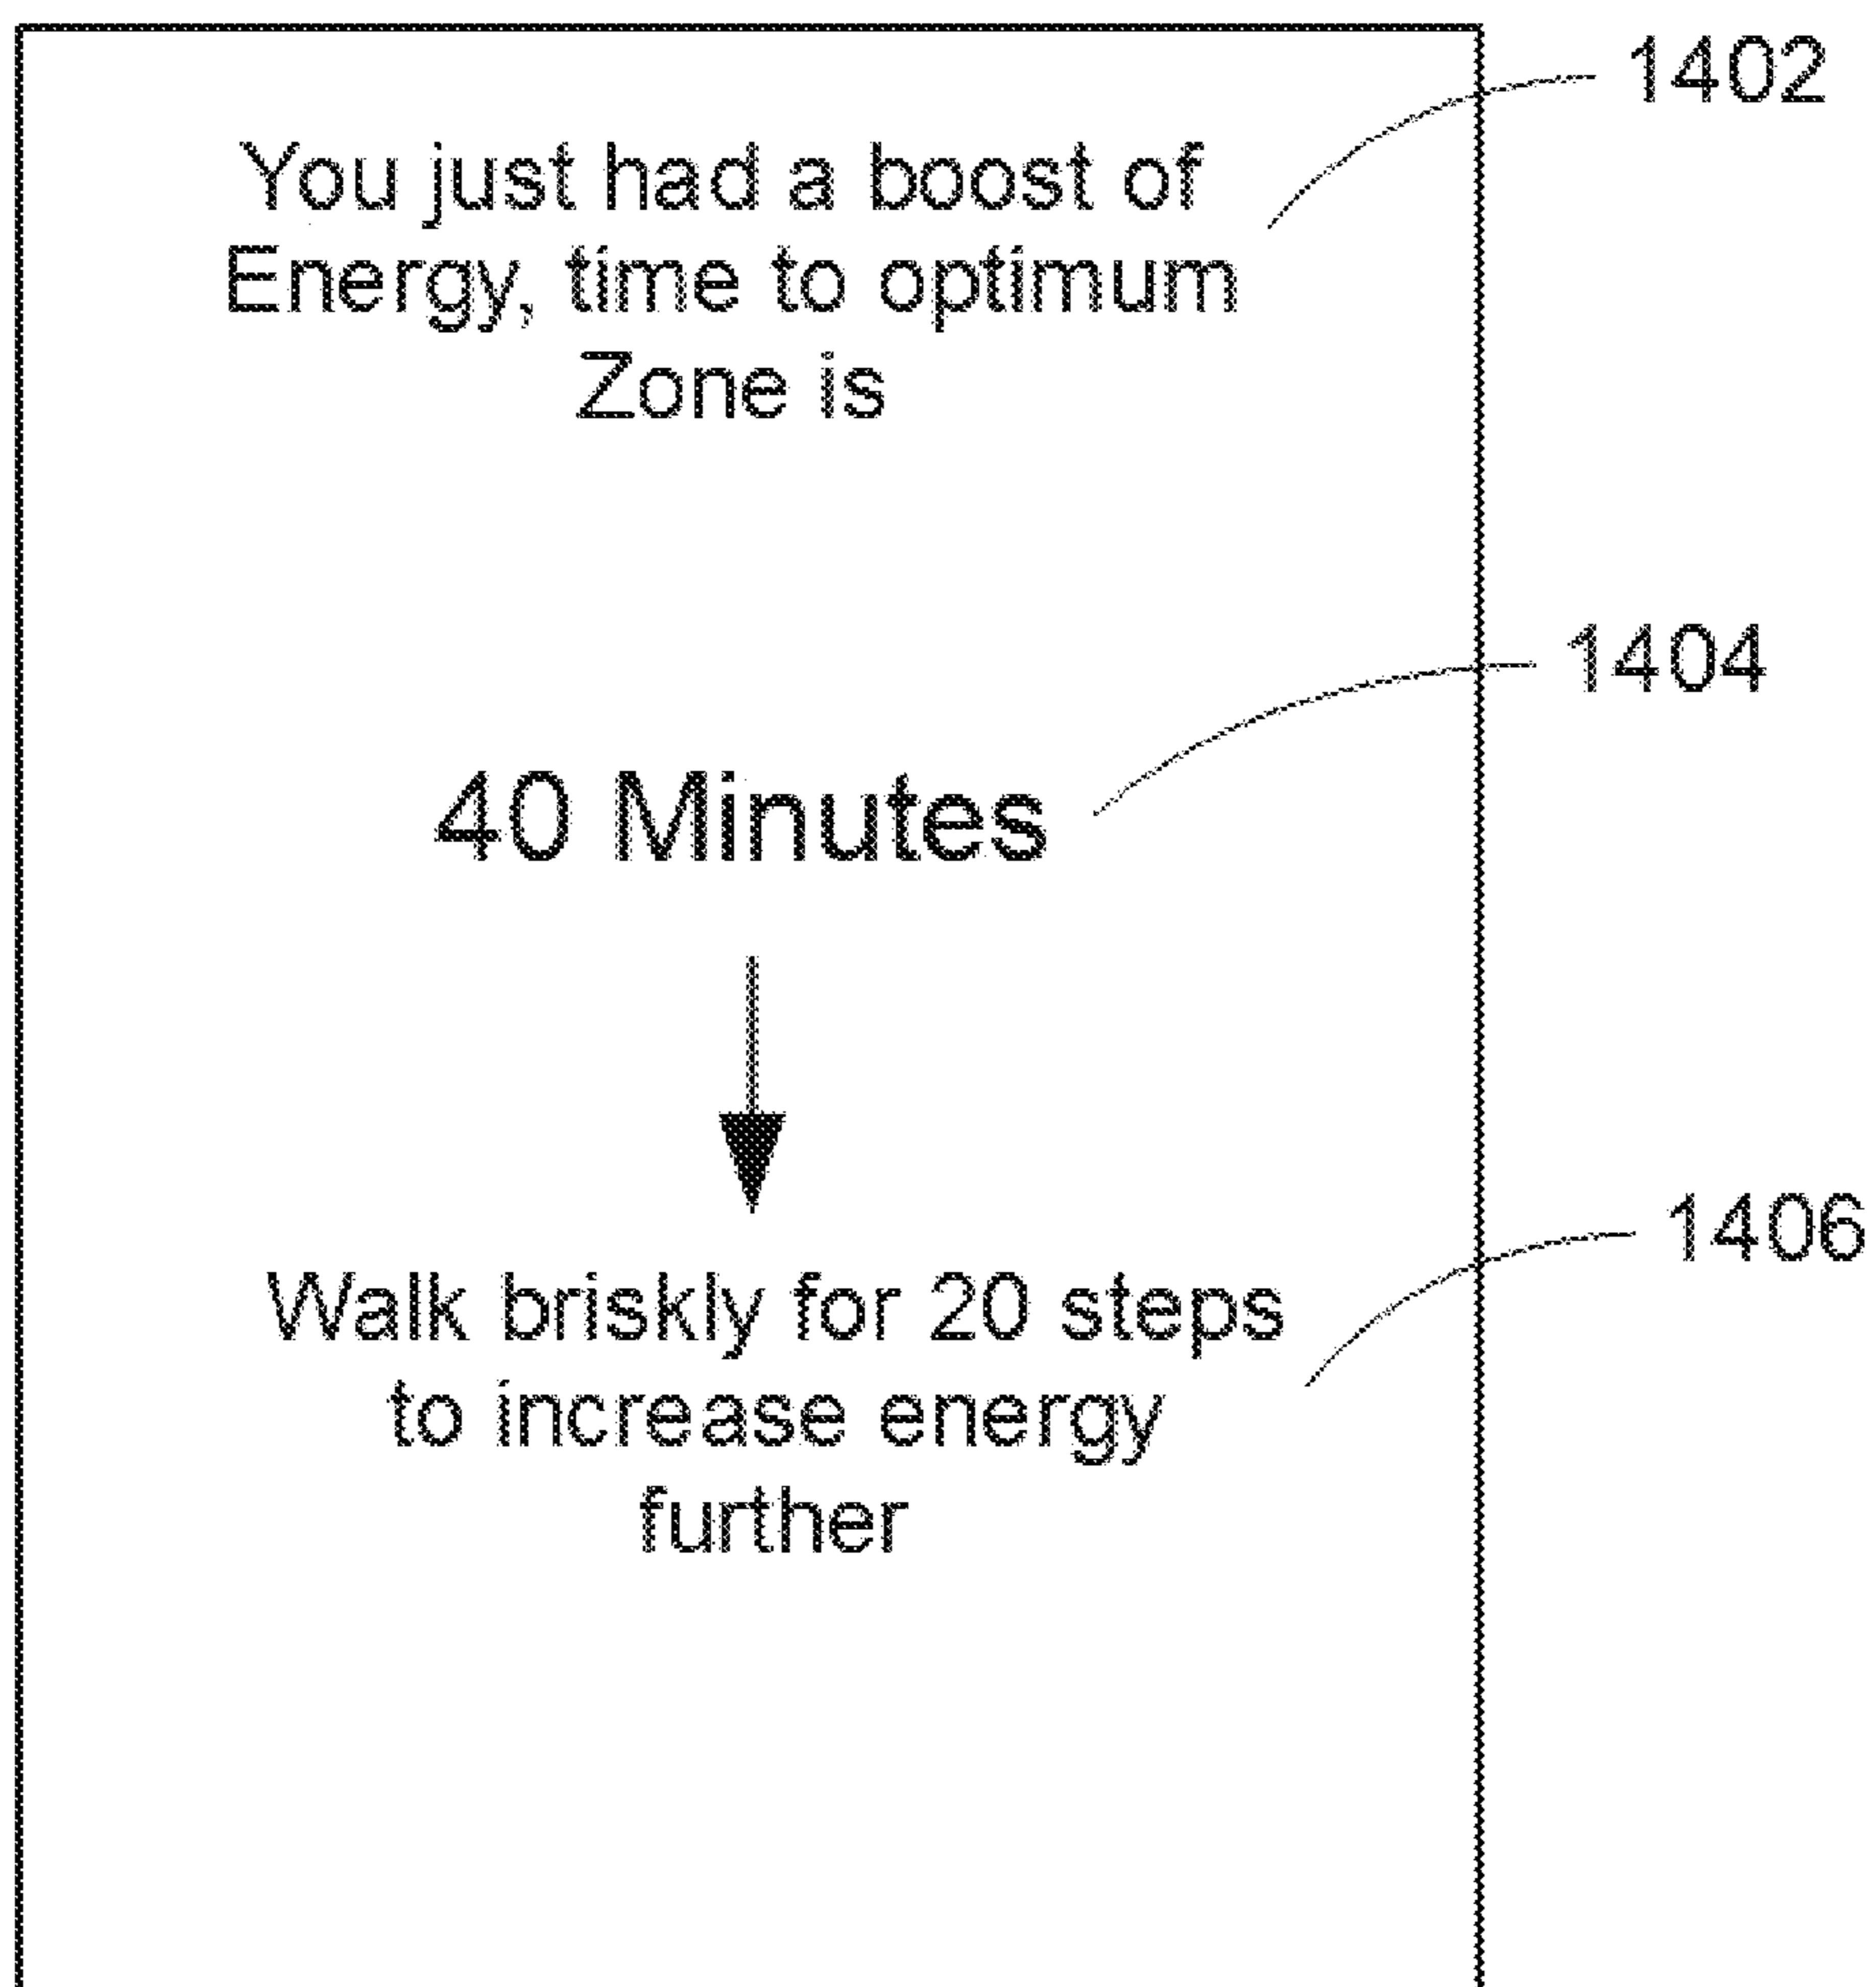 1402
You just had a boost of
Energy, time to optimum
Zone is
1404
40 Minutes
1406
Walk briskly for 20 steps
to increase energy
further